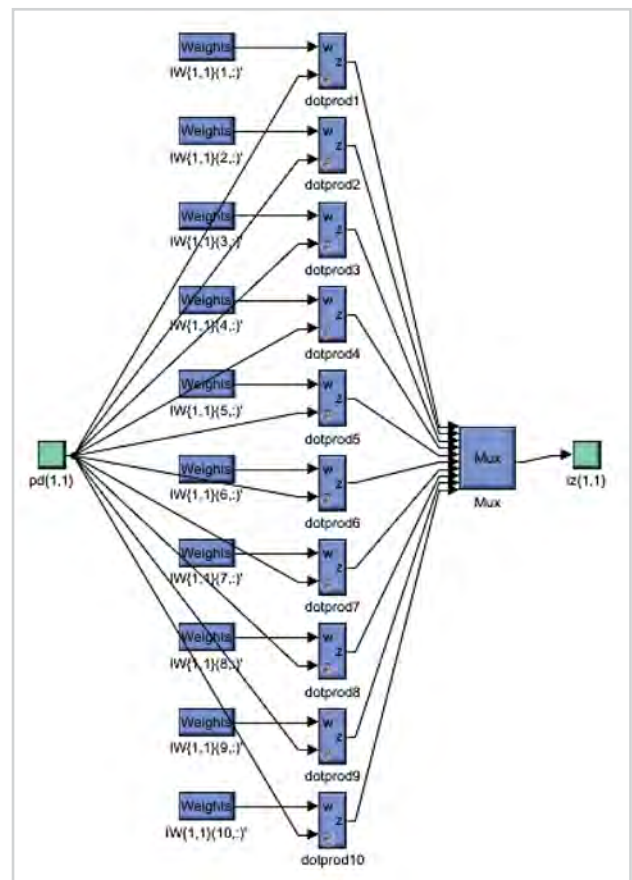 Weights
w
z
p
IW{1,1}(1,:)'
dotprod1
Weights
w
z
p
IW{1,1}(2,:)'
dotprod2
Weights
w
z
p
IW{1,1}(3,:)'
dotprod3
Weights
w
z
p
IW{1,1}(4,:)'
dotprod4
Weights
w
z
p
IW{1,1}(5,:)'
dotprod5
pd{1,1}
Mux
Mux
iz{1,1}
Weights
w
z
p
IW{1,1}(6,:)'
dotprod6
Weights
w
z
p
IW{1,1}(7,:)'
dotprod7
Weights
w
z
p
IW{1,1}(8,:)'
dotprod8
Weights
w
z
p
IW{1,1}(9,:)'
dotprod9
Weights
w
z
p
IW{1,1}(10,:)'
dotprod10